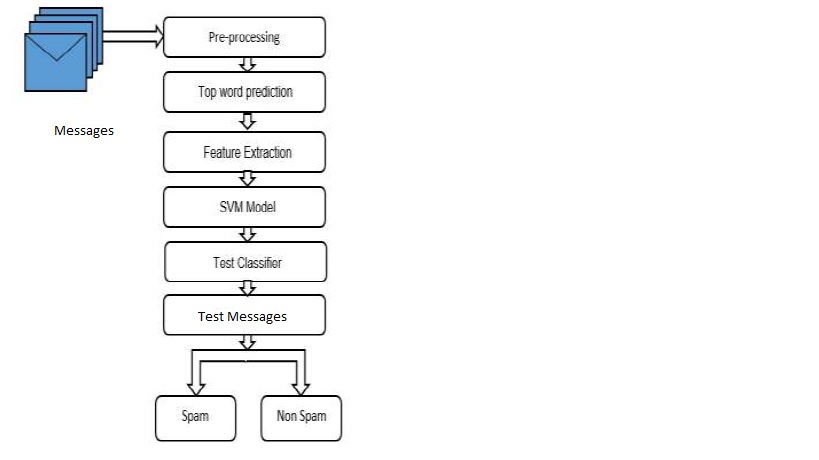 Pre-processing
Messages
Top word prediction
Feature Extraction
SVM Model
Test Classifier
Test Messages
Spam
Non Spam